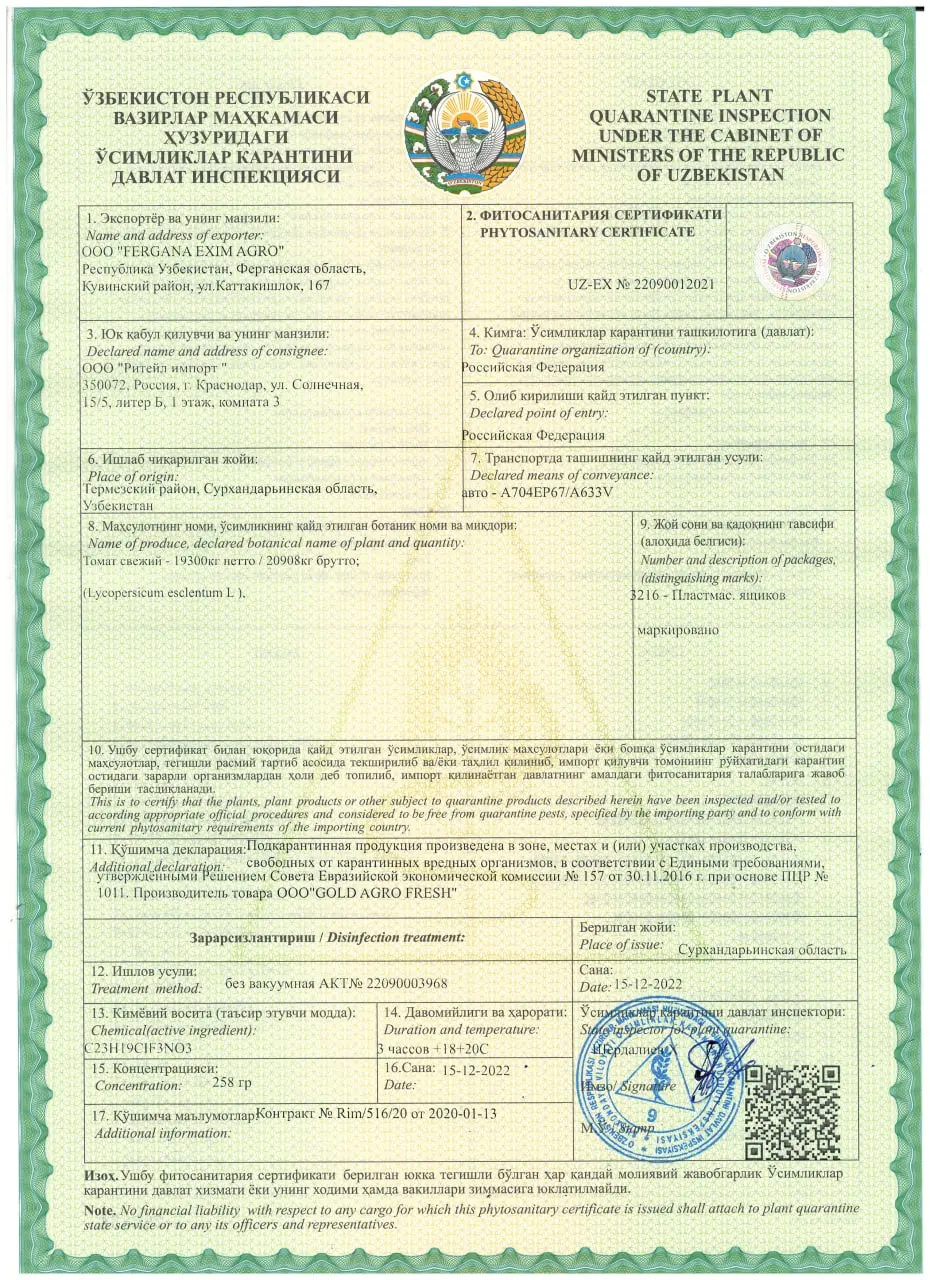 ЎЗБЕКИСТОН РЕСПУБЛИКАСИ
ВАЗИРЛАР МАҲКАМАСИ
ҲУЗУРИДАГИ
ЎСИМЛИКЛАР КАРАНТИНИ
ДАВЛАТ ИНСПЕКЦИЯСИ
STATE PLANT
QUARANTINE INSPECTION
UNDER THE CABINET OF
MINISTERS OF THE REPUBLIC
OF UZBEKISTAN
1. Экспортёр ва унинг манзили:
Name and address of exporter:
ООО "FERGANA EXIM AGRO"
Республика Узбекистан, Ферганская область,
Кувинский район, ул.Каттакишлок, 167
2. ФИТОСАНИТАРИЯ СЕРТИФИКАТИ
PHYTOSANITARY CERTIFICATE
UZ-EX № 22090012021
3. Юк қабул қилувчи ва унинг манзили:
Declared name and address of consignee:
ООО "Ритейл импорт "
350072, Россия, г. Краснодар, ул. Солнечная,
15/5, литер Б, 1 этаж, комната 3
4. Кимга: Ўсимликлар карантини ташкилотига (давлат):
To: Quarantine organization of (country):
Российская Федерация
5. Олиб кирилиши кайд этилган пункт:
Declared point of entry:
Российская Федерация
6. Ишлаб чиқарилган жойи:
Place of origin:
Термезский район, Сурхандарьинская область,
Узбекистан
7. Транспортда ташишнинг қайд этилган усули:
Declared means of conveyance:
авто - A704EP67/A633V
8. Маҳсулотнинг номи, ўсимликнинг қайд этилган ботаник номи ва миқдори:
Name of produce, declared botanical name of plant and quantity:
Томат свежий - 19300кг нетто / 20908кг брутто;
(Lycopersicum esclentum L ),
9. Жой сони ва қадоқнинг тавсифи
(алоҳида белгиси):
Number and description of packages,
(distinguishing marks):
3216 - Пластмас. ящиков
маркировано
10. Ушбу сертификат билан юқорида қайд этилган ўсимликлар, ўсимлик маҳсулотлари ёки бошқа ўсимликлар карантини остидаги
маҳсулотлар, тегишли расмий тартиб асосида текширилиб ва/ёки таҳлил қилиниб, импорт қилувчи томоннинг рўйхатидаги карантин
остидаги зарарли организмлардан ҳоли деб топилиб, импорт қилинаётган давлатнинг амалдаги фитосанитария талабларига жавоб
бериши тасдиқланади.
This is to certify that the plants, plant products or other subject to quarantine products described herein have been inspected and/or tested to
according appropriate official procedures and considered to be free from quarantine pests, specified by the importing party and to conform with
current phytosanitary requirements of the importing country.
11. Қўшимча декларация: Подкарантинная продукция произведена в зоне, местах и (или) участках производства,
Additional declaration: свободных от карантинных вредных организмов, в соответствии с Едиными требованиями,
утвержденными Решением Совета Евразийской экономической комиссии № 157 от 30.11.2016 г. при основе ПЦР №
1011. Производитель товара ООО"GOLD AGRO FRESH"
Зарарсизлантириш / Disinfection treatment:
Берилган жойи:
Place of issue: Сурхандарьинская область
12. Ишлов усули:
Treatment method: без вакуумная АКТ№ 22090003968
Сана:
Date: 15-12-2022
13. Кимёвий восита (таъсир этувчи модда):
Chemical(active ingredient):
C23H19ClF3NO3
14. Давомийлиги ва ҳарорати:
Duration and temperature:
3 часов +18+20C
Ўсимликлар карантини давлат инспектори:
State inspector for plant quarantine:
Шердалиев X
15. Концентрацияси:
Concentration: 258 гр
16.Сана: 15-12-2022
Date:
Имзо/ Signature
17. Қўшимча маълумотлар Контракт № Rim/516/20 от 2020-01-13
Additional information:
9
М.Ў. Stamp
Изоҳ. Ушбу фитосанитария сертификати берилган юкка тегишли бўлган ҳар қандай молиявий жавобгарлик Ўсимликлар
карантини давлат хизмати ёки унинг ходими ҳамда вакиллари зиммасига юклатилмайди.
Note. No financial liability with respect to any cargo for which this phytosanitary certificate is issued shall attach to plant quarantine
state service or to any its officers and representatives.